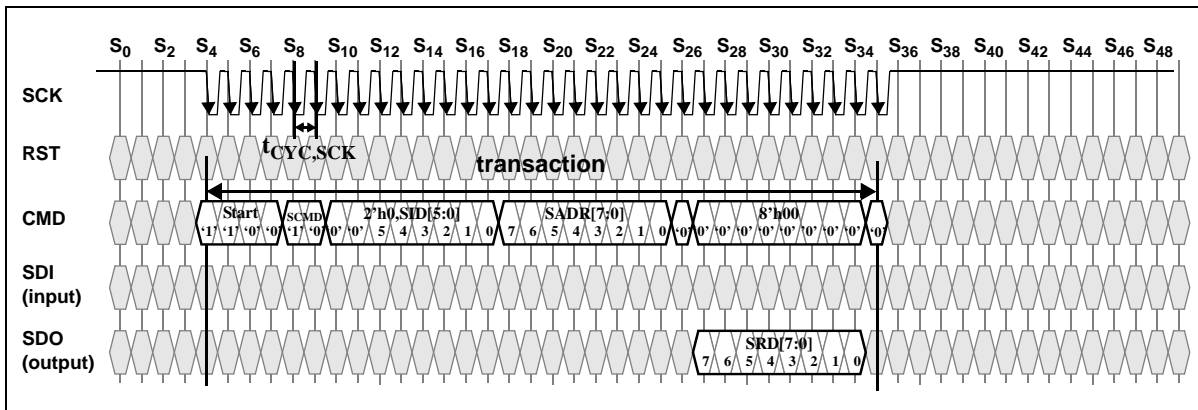 S0 S2 S4 S6 S8 S10 S12 S14 S16 S18 S20 S22 S24 S26 S28 S30 S32 S34 S36 S38 S40 S42 S44 S46 S48
SCK
tCYC,SCK
RST
transaction
CMD
Start SCMD 2'h0,SID[5:0] SADR[7:0] 8'h00
'1' '1' '0' '0' '1' '0' '0' '0' 5 4 3 2 1 0 7 6 5 4 3 2 1 0 '0' '0' '0' '0' '0' '0' '0' '0' '0' '0'
SDI
(input)
SDO
(output)
SRD[7:0]
7 6 5 4 3 2 1 0